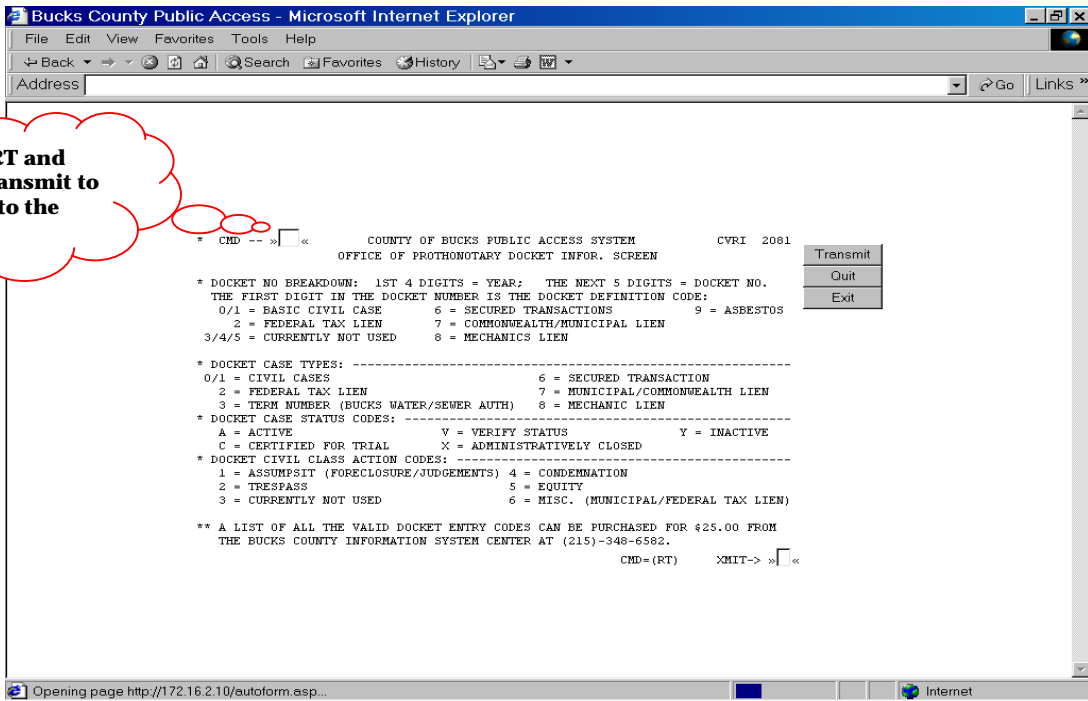 Bucks County Public Access - Microsoft Internet Explorer
File Edit View Favorites Tools Help
Back Search Favorites History
Address Go Links »
and
to
to the
* CMD -- » « COUNTY OF BUCKS PUBLIC ACCESS SYSTEM CVRI 2081
OFFICE OF PROTHONOTARY DOCKET INFOR. SCREEN
Transmit
Quit
Exit
* DOCKET NO BREAKDOWN: 1ST 4 DIGITS = YEAR; THE NEXT 5 DIGITS = DOCKET NO.
THE FIRST DIGIT IN THE DOCKET NUMBER IS THE DOCKET DEFINITION CODE:
0/1 = BASIC CIVIL CASE 6 = SECURED TRANSACTIONS 9 = ASBESTOS
2 = FEDERAL TAX LIEN 7 = COMMONWEALTH/MUNICIPAL LIEN
3/4/5 = CURRENTLY NOT USED 8 = MECHANICS LIEN
* DOCKET CASE TYPES: ----------------------------------------------------------
0/1 = CIVIL CASES 6 = SECURED TRANSACTION
2 = FEDERAL TAX LIEN 7 = MUNICIPAL/COMMONWEALTH LIEN
3 = TERM NUMBER (BUCKS WATER/SEWER AUTH) 8 = MECHANIC LIEN
* DOCKET CASE STATUS CODES: ---------------------------------------------------
A = ACTIVE V = VERIFY STATUS Y = INACTIVE
C = CERTIFIED FOR TRIAL X = ADMINISTRATIVELY CLOSED
* DOCKET CIVIL CLASS ACTION CODES: --------------------------------------------
1 = ASSUMPSIT (FORECLOSURE/JUDGEMENTS) 4 = CONDEMNATION
2 = TRESPASS 5 = EQUITY
3 = CURRENTLY NOT USED 6 = MISC. (MUNICIPAL/FEDERAL TAX LIEN)
** A LIST OF ALL THE VALID DOCKET ENTRY CODES CAN BE PURCHASED FOR $25.00 FROM
THE BUCKS COUNTY INFORMATION SYSTEM CENTER AT (215)-348-6582.
CMD=(RT) XMIT-> » «
Opening page http://172.16.2.10/autoform.asp... Internet